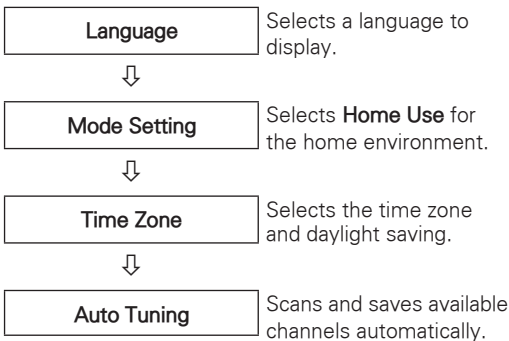 Language
Selects a language to
display.
Mode Setting
Selects Home Use for
the home environment.
Time Zone
Selects the time zone
and daylight saving.
Auto Tuning
Scans and saves available
channels automatically.